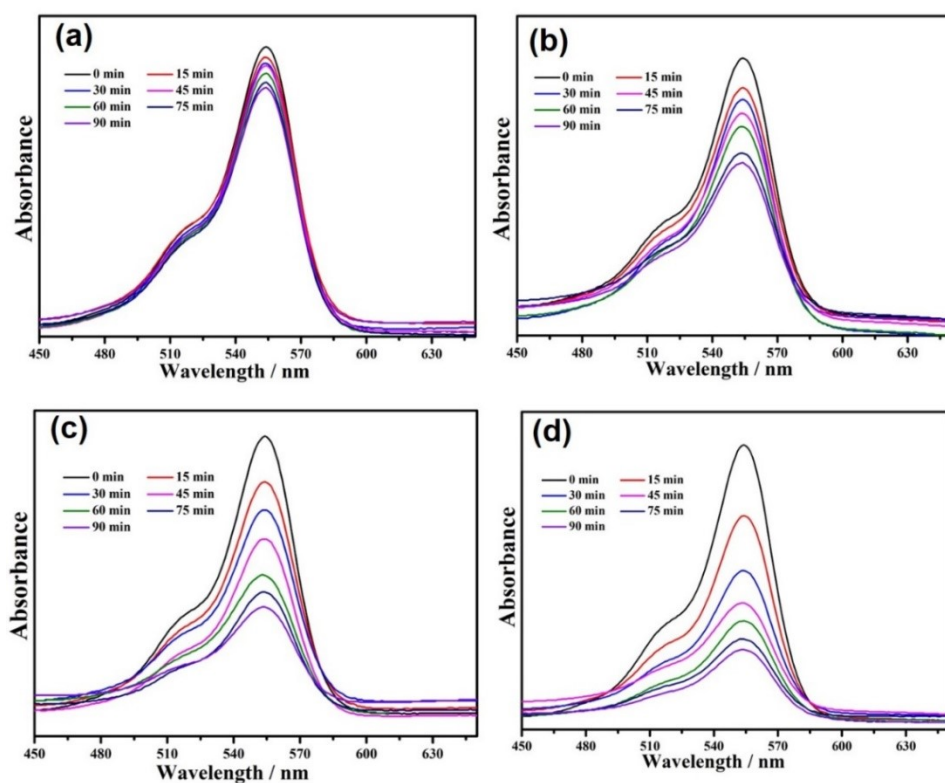 (a)
0 min 15 min
30 min 45 min
60 min 75 min
90 min
Absorbance
450 480 510 540 570 600 630
Wavelength / nm
(b)
0 min 15 min
30 min 45 min
60 min 75 min
90 min
Absorbance
450 480 510 540 570 600 630
Wavelength / nm
(c)
0 min 15 min
30 min 45 min
60 min 75 min
90 min
Absorbance
450 480 510 540 570 600 630
Wavelength / nm
(d)
0 min 15 min
30 min 45 min
60 min 75 min
90 min
Absorbance
450 480 510 540 570 600 630
Wavelength / nm